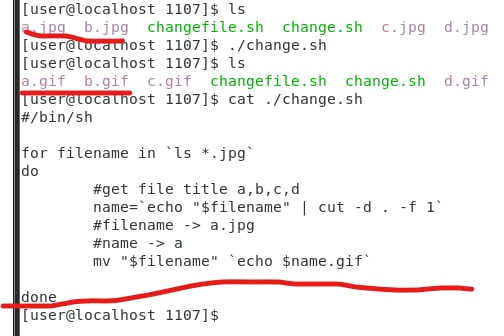 [user@localhost 1107]$ ls
a.jpg b.jpg changefile.sh change.sh c.jpg d.jpg
[user@localhost 1107]$ ./change.sh
[user@localhost 1107]$ ls
a.gif b.gif c.gif changefile.sh change.sh d.gif
[user@localhost 1107]$ cat ./change.sh
#/bin/sh
for filename in `ls *.jpg`
do
#get file title a,b,c,d
name=`echo "$filename" | cut -d . -f 1`
#filename -> a.jpg
#name -> a
mv "$filename" `echo $name.gif`
done
[user@localhost 1107]$